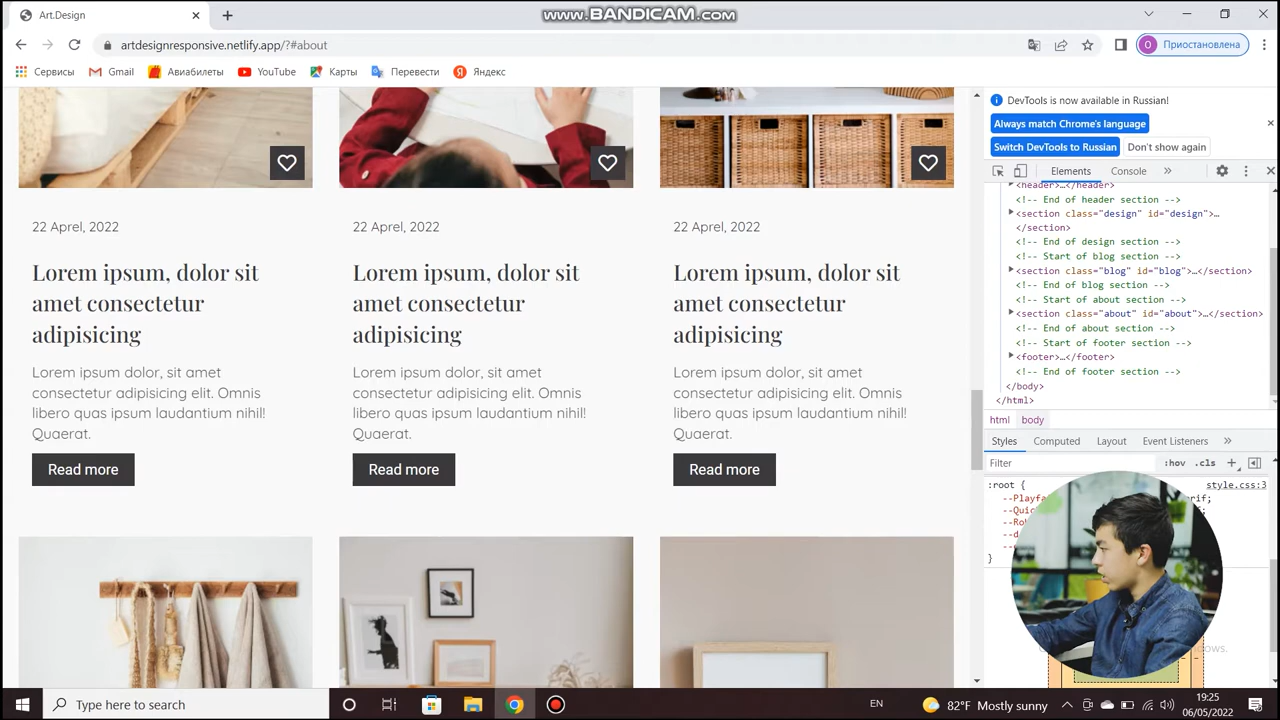 Art.Design
www.BANDICAM.com
artdesignresponsive.netlify.app/?#about
О Приостановлена
Сервисы Gmail Авиабилеты YouTube Карты Перевести Яндекс
DevTools is now available in Russian!
Always match Chrome's language
Switch DevTools to Russian Don't show again
Elements Console »
<header>…</header>
<!-- End of header section -->
<section class="design" id="design">…
</section>
<!-- End of design section -->
<!-- Start of blog section -->
<section class="blog" id="blog">…</section>
<!-- End of blog section -->
<!-- Start of about section -->
<section class="about" id="about">…</section>
<!-- End of about section -->
<!-- Start of footer section -->
<footer>…</footer>
<!-- End of footer section -->
</body>
</html>
html body
Styles Computed Layout Event Listeners »
Filter :hov .cls +
:root { style.css:3
}
22 Aprel, 2022
Lorem ipsum, dolor sit
amet consectetur
adipisicing
Lorem ipsum dolor, sit amet
consectetur adipisicing elit. Omnis
libero quas ipsum laudantium nihil!
Quaerat.
Read more
22 Aprel, 2022
Lorem ipsum, dolor sit
amet consectetur
adipisicing
Lorem ipsum dolor, sit amet
consectetur adipisicing elit. Omnis
libero quas ipsum laudantium nihil!
Quaerat.
Read more
22 Aprel, 2022
Lorem ipsum, dolor sit
amet consectetur
adipisicing
Lorem ipsum dolor, sit amet
consectetur adipisicing elit. Omnis
libero quas ipsum laudantium nihil!
Quaerat.
Read more
Type here to search
EN
82°F Mostly sunny
19:25
06/05/2022